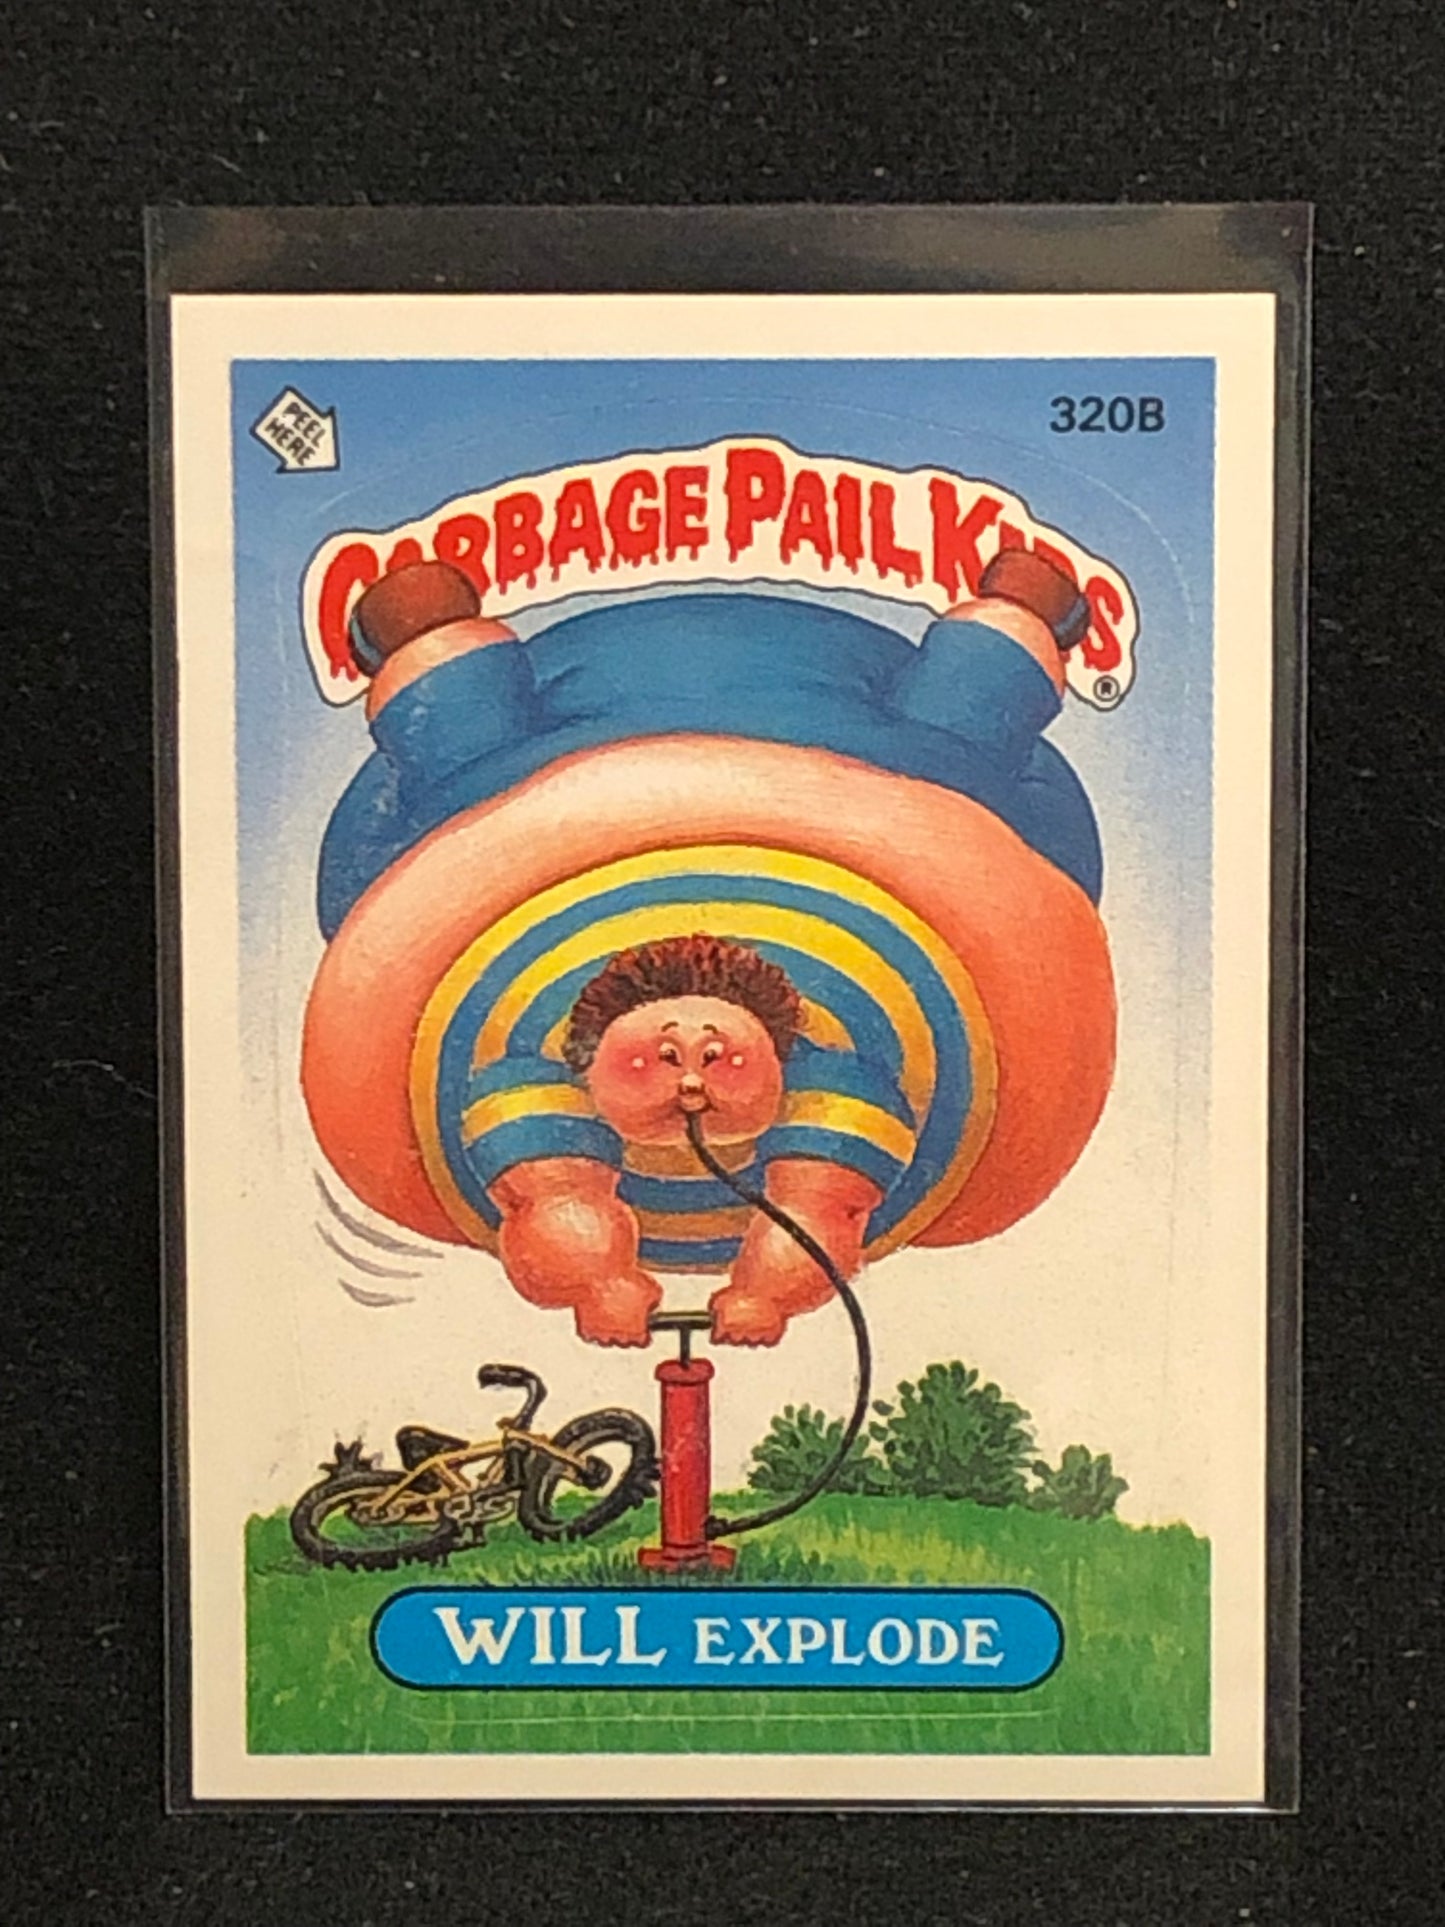 PEEL
HERE
320B
GARBAGE PAIL KIDS
®
WILL EXPLODE